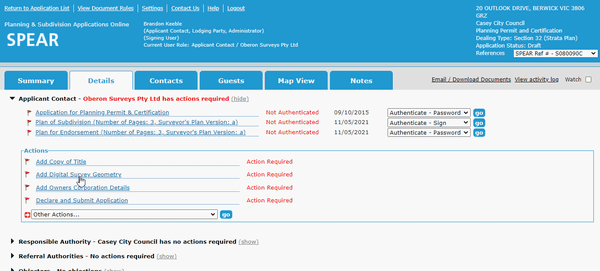 Return to Application List | View Document Rules | Settings | Contact Us | Help | Logout
Planning & Subdivision Applications Online
SPEAR
Brandon Keeble
(Applicant Contact, Lodging Party, Administrator)
(Signing User)
Current User Role: Applicant Contact / Oberon Surveys Pty Ltd
20 OUTLOOK DRIVE, BERWICK VIC 3806
GRZ
Casey City Council
Planning Permit and Certification
Dealing Type: Section 32 (Strata Plan)
Application Status: Draft
References SPEAR Ref # - S080090C
Summary Details Contacts Guests Map View Notes
Email / Download Documents View activity log Watch
Applicant Contact - Oberon Surveys Pty Ltd has actions required (hide)
Application for Planning Permit & Certification Not Authenticated 09/10/2015 Authenticate - Password go
Plan of Subdivision (Number of Pages: 3, Surveyor's Plan Version: a) Not Authenticated 11/05/2021 Authenticate - Sign go
Plan for Endorsement (Number of Pages: 3, Surveyor's Plan Version: a) Not Authenticated 11/05/2021 Authenticate - Password go
Actions
Add Copy of Title Action Required
Add Digital Survey Geometry Action Required
Add Owners Corporation Details Action Required
Declare and Submit Application Action Required
Other Actions... go
Responsible Authority - Casey City Council has no actions required (show)
Referral Authorities - No actions required (show)
Objectors - No objections (show)